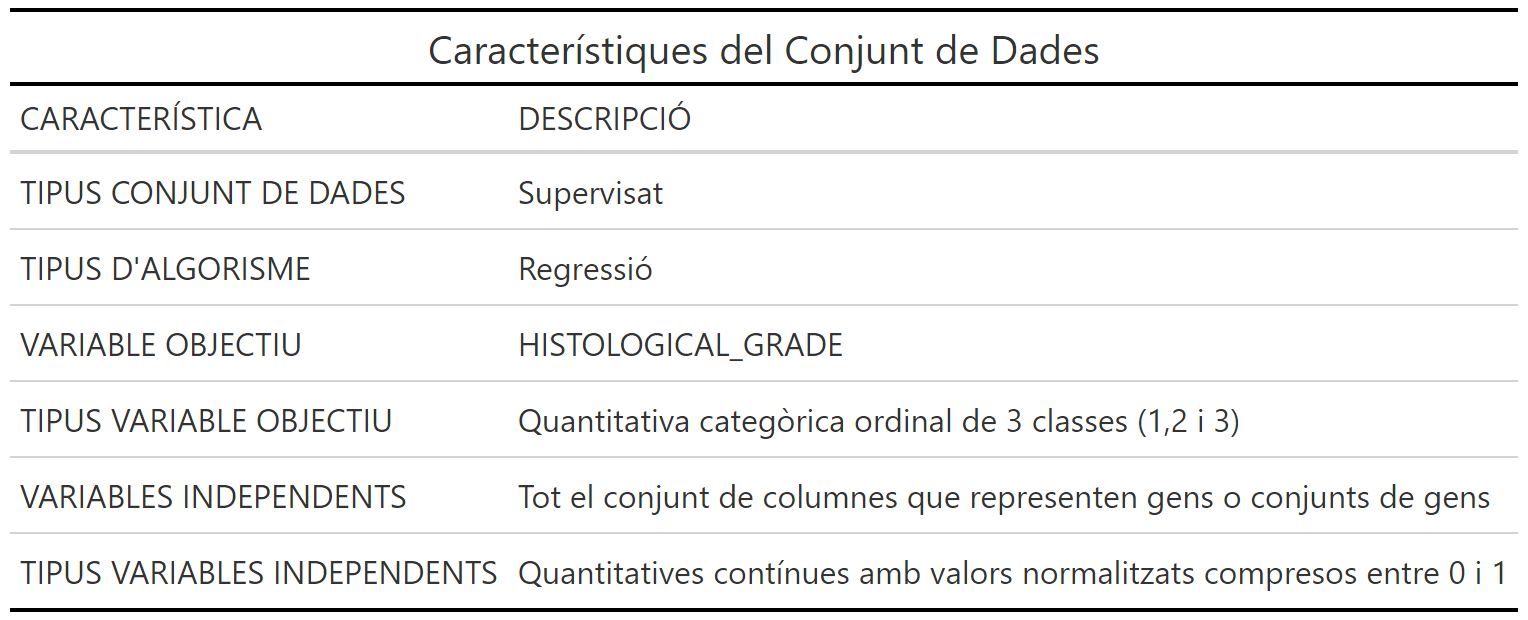 Característiques del Conjunt de Dades
CARACTERÍSTICA DESCRIPCIÓ
TIPUS CONJUNT DE DADES Supervisat
TIPUS D'ALGORISME Regressió
VARIABLE OBJECTIU HISTOLOGICAL_GRADE
TIPUS VARIABLE OBJECTIU Quantitativa categòrica ordinal de 3 classes (1,2 i 3)
VARIABLES INDEPENDENTS Tot el conjunt de columnes que representen gens o conjunts de gens
TIPUS VARIABLES INDEPENDENTS Quantitatives contínues amb valors normalitzats compresos entre 0 i 1